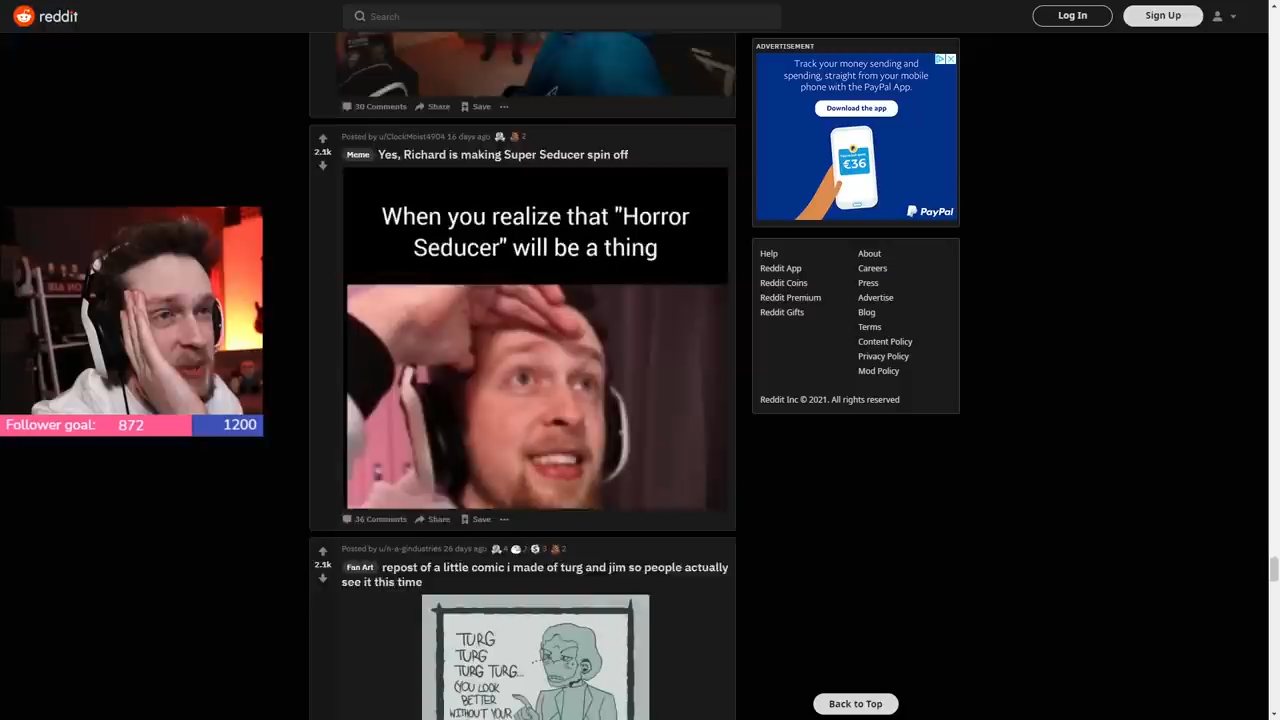 reddit
Search
Log In
Sign Up
30 Comments Share Save
Posted by u/ClockMoist4904 16 days ago 2
2.1k
Meme Yes, Richard is making Super Seducer spin off
When you realize that "Horror
Seducer" will be a thing
36 Comments Share Save
Posted by u/n-a-gindustries 26 days ago 4 2 3 2
2.1k
Fan Art repost of a little comic i made of turg and jim so people actually
see it this time
TURG
TURG
TURG TURG...
(YOU LOOK
BETTER
WITHOUT YOUR
Follower goal: 872 1200
ADVERTISEMENT
Track your money sending and
spending, straight from your mobile
phone with the PayPal App.
Download the app
€36
PayPal
Help
Reddit App
Reddit Coins
Reddit Premium
Reddit Gifts
About
Careers
Press
Advertise
Blog
Terms
Content Policy
Privacy Policy
Mod Policy
Reddit Inc © 2021. All rights reserved
Back to Top